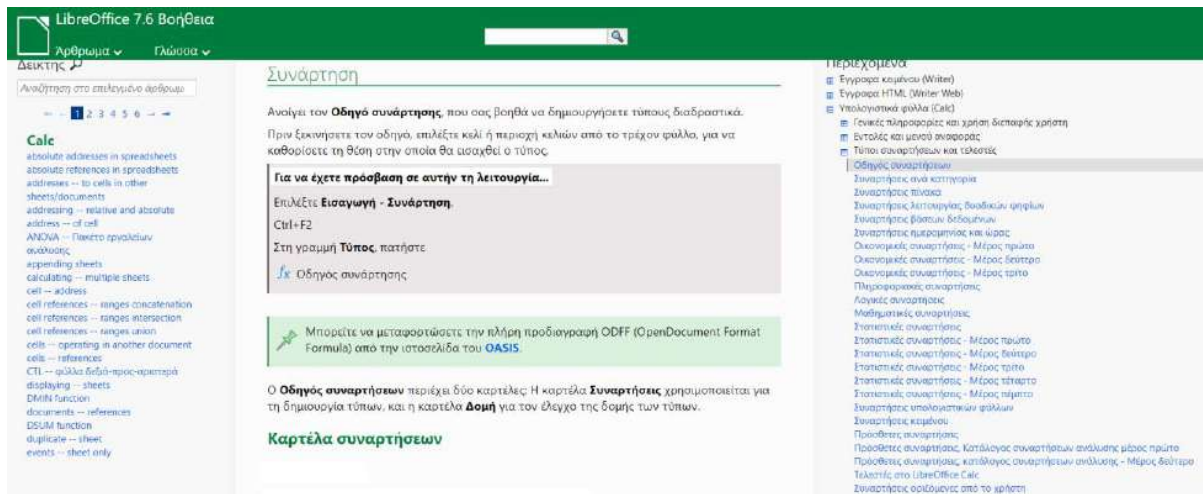 LibreOffice 7.6 Βοήθεια
Άρθρωμα
Γλώσσα
Δείκτης
Αναζήτηση στο επιλεγμένο άρθρωμα
1 2 3 4 5 6
Calc
absolute addresses in spreadsheets
absolute references in spreadsheets
addresses -- to cells in other
sheets/documents
addressing -- relative and absolute
address -- of cell
ANOVA -- Πακέτο εργαλείων
ανάλυσης
appending sheets
calculating -- multiple sheets
cell -- address
cell references -- ranges concatenation
cell references -- ranges intersection
cell references -- ranges union
cells -- operating in another document
cells -- references
CTL -- φύλλα δεξιά-προς-αριστερά
displaying -- sheets
DMIN function
documents -- references
DSUM function
duplicate -- sheet
events -- sheet only
Συνάρτηση
Ανοίγει τον Οδηγό συνάρτησης, που σας βοηθά να δημιουργήσετε τύπους διαδραστικά.
Πριν ξεκινήσετε τον οδηγό, επιλέξτε κελί ή περιοχή κελιών από το τρέχον φύλλο, για να
καθορίσετε τη θέση στην οποία θα εισαχθεί ο τύπος.
Για να έχετε πρόσβαση σε αυτήν τη λειτουργία...
Επιλέξτε Εισαγωγή - Συνάρτηση.
Ctrl+F2
Στη γραμμή Τύπος, πατήστε
fx Οδηγός συνάρτησης
Μπορείτε να μεταφορτώσετε την πλήρη προδιαγραφή ODFF (OpenDocument Format
Formula) από την ιστοσελίδα του OASIS.
Ο Οδηγός συναρτήσεων περιέχει δύο καρτέλες: Η καρτέλα Συναρτήσεις χρησιμοποιείται για
τη δημιουργία τύπων, και η καρτέλα Δομή για τον έλεγχο της δομής των τύπων.
Καρτέλα συναρτήσεων
Περιεχόμενα
Έγγραφα κειμένου (Writer)
Έγγραφα HTML (Writer Web)
Υπολογιστικά φύλλα (Calc)
Γενικές πληροφορίες και χρήση διεπαφής χρήστη
Εντολές και μενού αναφοράς
Τύποι συναρτήσεων και τελεστές
Οδηγός συναρτήσεων
Συναρτήσεις ανά κατηγορία
Συναρτήσεις πίνακα
Συναρτήσεις λειτουργίας δυαδικών ψηφίων
Συναρτήσεις βάσεων δεδομένων
Συναρτήσεις ημερομηνίας και ώρας
Οικονομικές συναρτήσεις - Μέρος πρώτο
Οικονομικές συναρτήσεις - Μέρος δεύτερο
Οικονομικές συναρτήσεις - Μέρος τρίτο
Πληροφοριακές συναρτήσεις
Λογικές συναρτήσεις
Μαθηματικές συναρτήσεις
Στατιστικές συναρτήσεις
Στατιστικές συναρτήσεις - Μέρος πρώτο
Στατιστικές συναρτήσεις - Μέρος δεύτερο
Στατιστικές συναρτήσεις - Μέρος τρίτο
Στατιστικές συναρτήσεις - Μέρος τέταρτο
Στατιστικές συναρτήσεις - Μέρος πέμπτο
Συναρτήσεις υπολογιστικών φύλλων
Συναρτήσεις κειμένου
Πρόσθετες συναρτήσεις
Πρόσθετες συναρτήσεις, Κατάλογος συναρτήσεων ανάλυσης μέρος πρώτο
Πρόσθετες συναρτήσεις, κατάλογος συναρτήσεων ανάλυσης - Μέρος δεύτερο
Τελεστές στο LibreOffice Calc
Συναρτήσεις οριζόμενες από το χρήστη